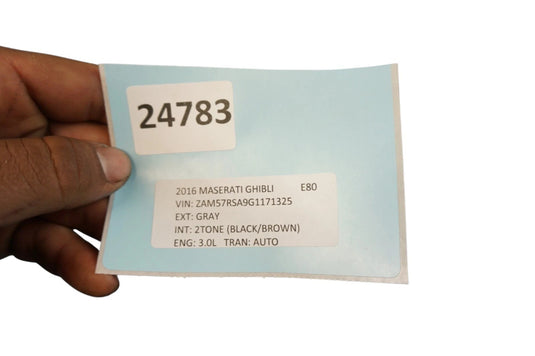 24783
2016 MASERATI GHIBLI E80
VIN: ZAM57RSA9G1171325
EXT: GRAY
INT: 2TONE (BLACK/BROWN)
ENG: 3.0L TRAN: AUTO